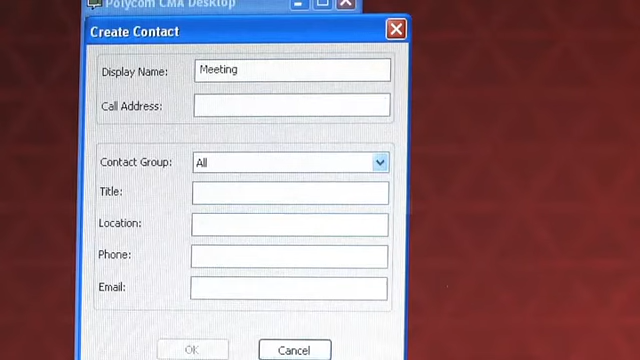 Polycom CMA Desktop
Create Contact
Display Name: Meeting
Call Address:
Contact Group: All
Title:
Location:
Phone:
Email:
OK Cancel